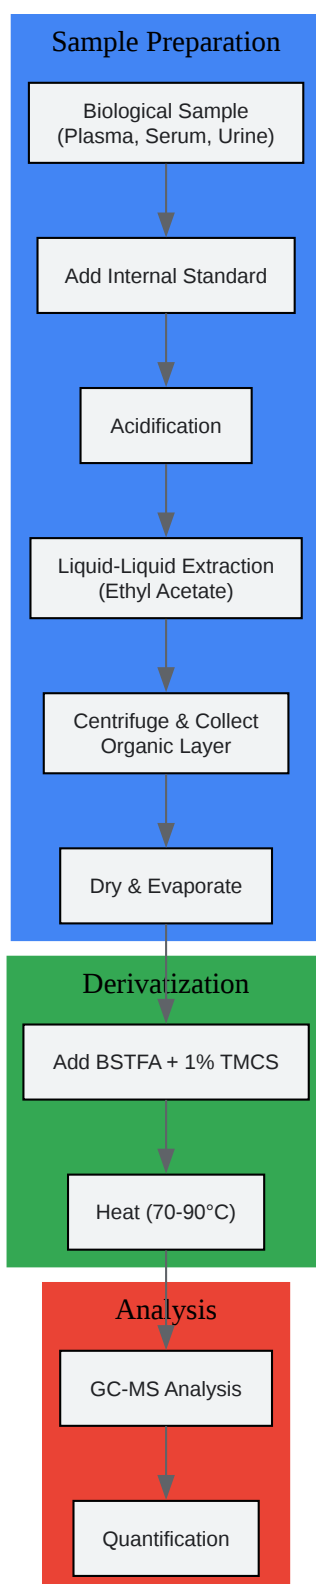 Sample Preparation
Biological Sample
(Plasma, Serum, Urine)
Add Internal Standard
Acidification
Liquid-Liquid Extraction
(Ethyl Acetate)
Centrifuge & Collect
Organic Layer
Dry & Evaporate
Derivatization
Add BSTFA + 1% TMCS
Heat (70-90°C)
Analysis
GC-MS Analysis
Quantification